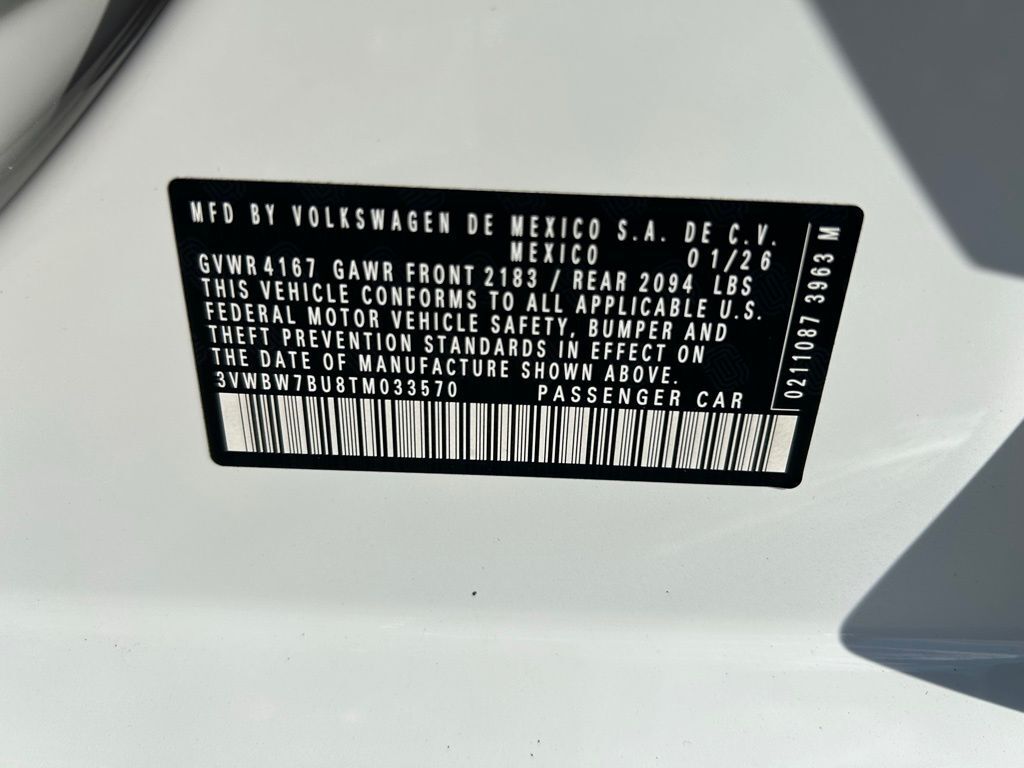 MFD BY VOLKSWAGEN DE MEXICO S.A. DE C.V.
MEXICO 01/26
GVWR 4167 GAWR FRONT 2183 / REAR 2094 LBS
THIS VEHICLE CONFORMS TO ALL APPLICABLE U.S.
FEDERAL MOTOR VEHICLE SAFETY, BUMPER AND
THEFT PREVENTION STANDARDS IN EFFECT ON
THE DATE OF MANUFACTURE SHOWN ABOVE.
3VWBW7BU8TM033570 PASSENGER CAR
0211087 3963 M